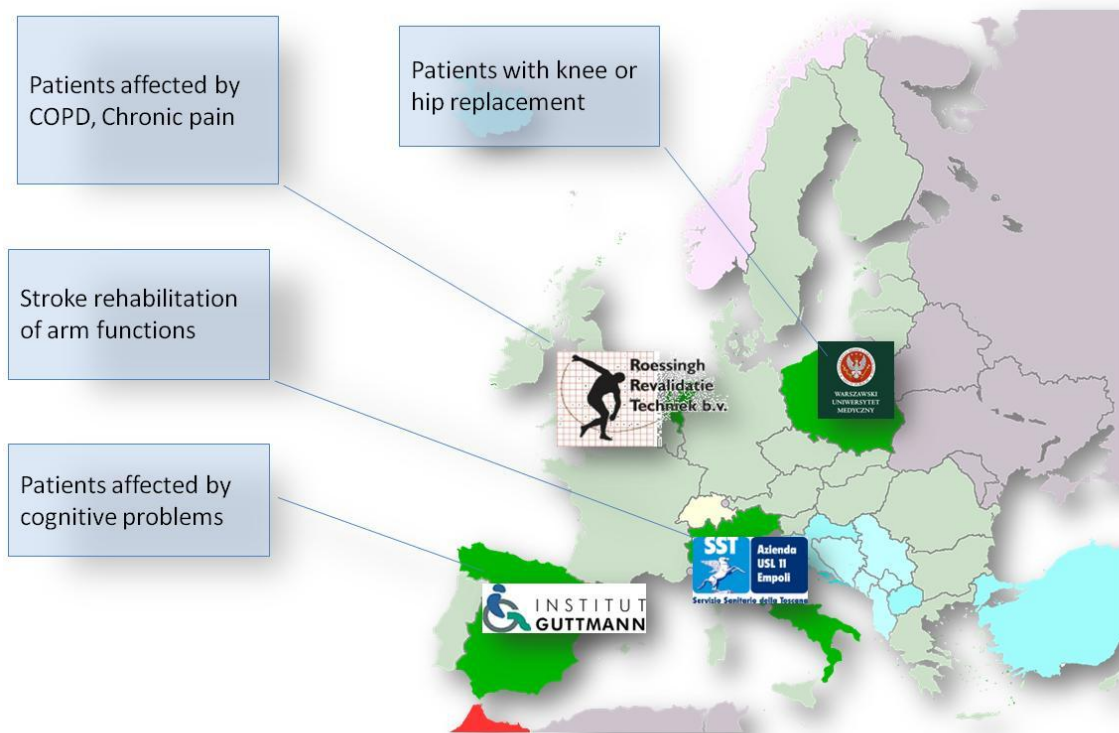 Patients affected by
COPD, Chronic pain
Patients with knee or
hip replacement
Stroke rehabilitation
of arm functions
Roessingh
Revalidatie
Techniek b.v.
WARSZAWSKI
UNIWERSYTET
MEDYCZNY
Patients affected by
cognitive problems
SST
Azienda
USL 11
Empoli
Servizio Sanitario della Toscana
INSTITUT
GUTTMANN